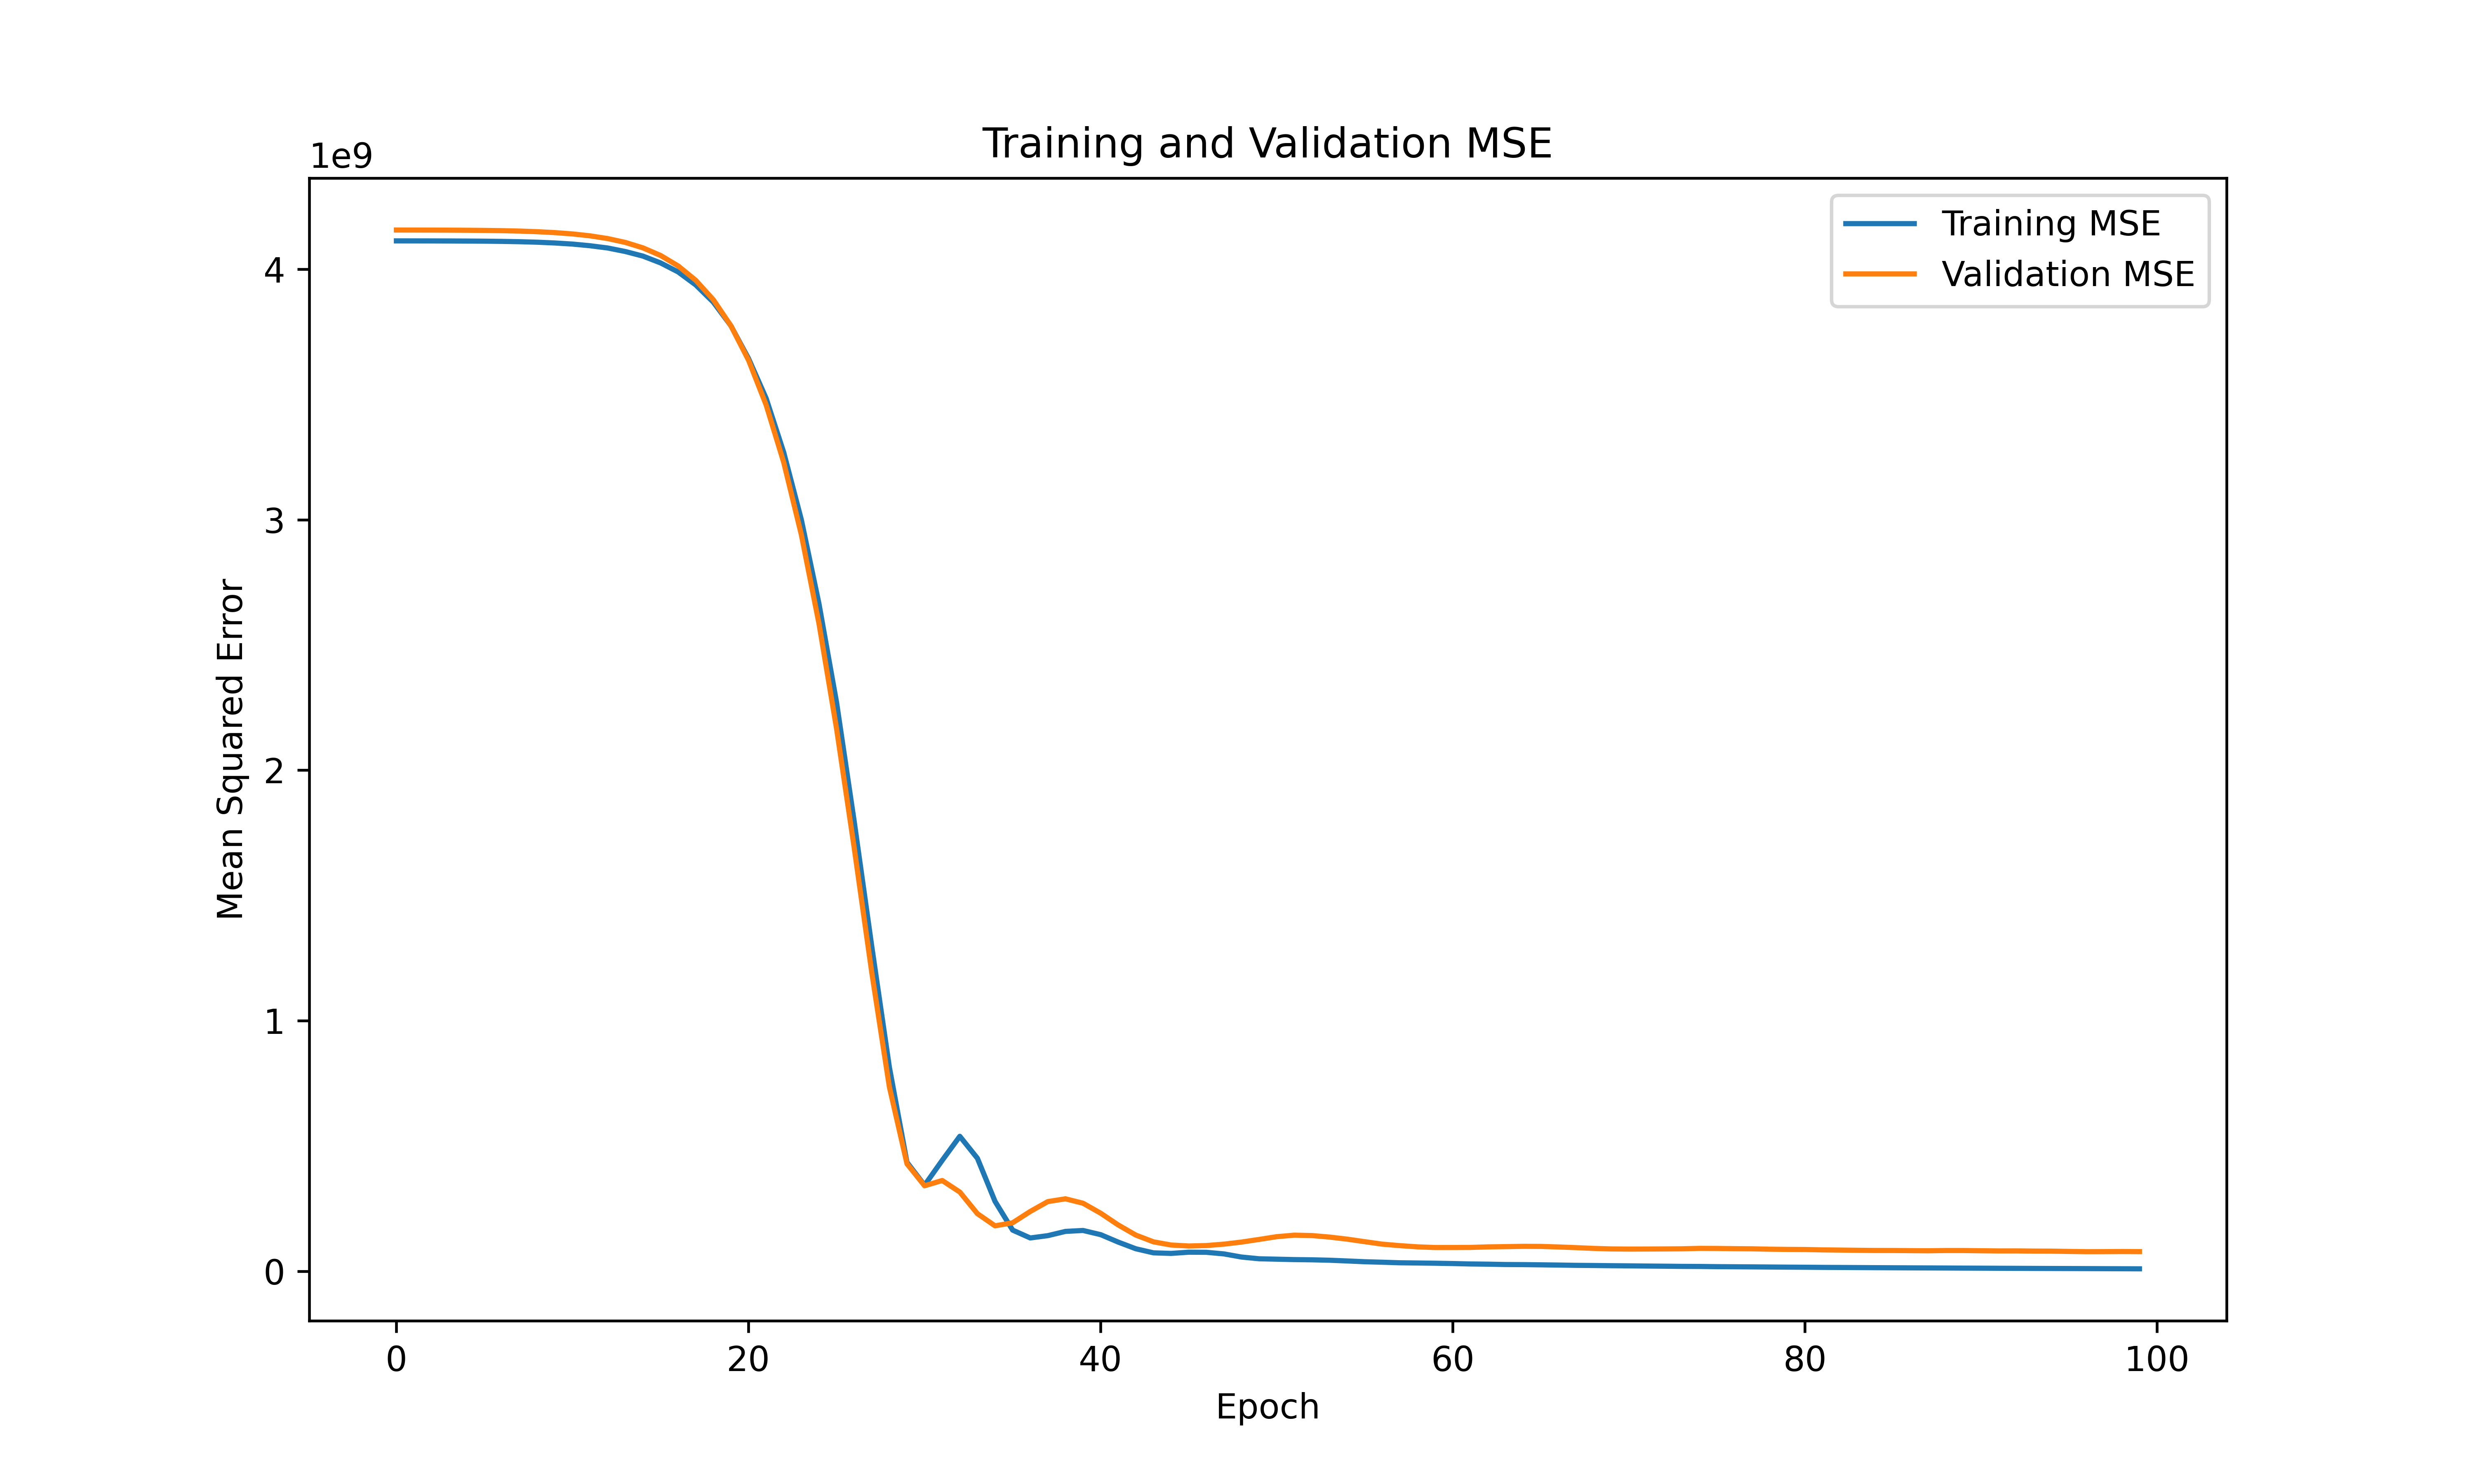 Training and Validation MSE
1e9
Training MSE
Validation MSE
4
3
2
1
0
Mean Squared Error
0 20 40 60 80 100
Epoch